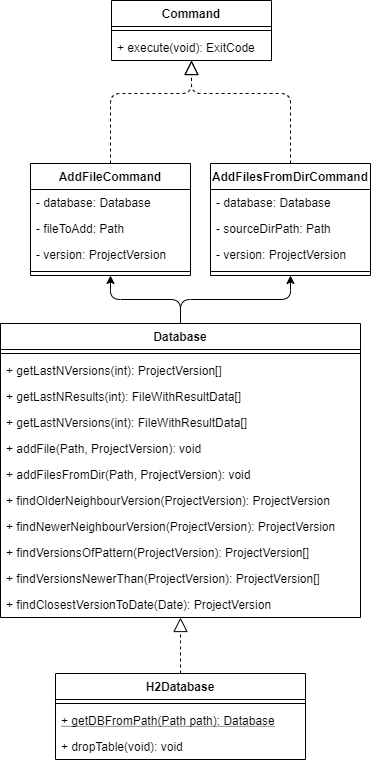 Command
+ execute(void): ExitCode
AddFileCommand
- database: Database
- fileToAdd: Path
- version: ProjectVersion
AddFilesFromDirCommand
- database: Database
- sourceDirPath: Path
- version: ProjectVersion
Database
+ getLastNVersions(int): ProjectVersion[]
+ getLastNResults(int): FileWithResultData[]
+ getLastNVersions(int): FileWithResultData[]
+ addFile(Path, ProjectVersion): void
+ addFilesFromDir(Path, ProjectVersion): void
+ findOlderNeighbourVersion(ProjectVersion): ProjectVersion
+ findNewerNeighbourVersion(ProjectVersion): ProjectVersion
+ findVersionsOfPattern(ProjectVersion): ProjectVersion[]
+ findVersionsNewerThan(ProjectVersion): ProjectVersion[]
+ findClosestVersionToDate(Date): ProjectVersion
H2Database
+ getDBFromPath(Path path): Database
+ dropTable(void): void